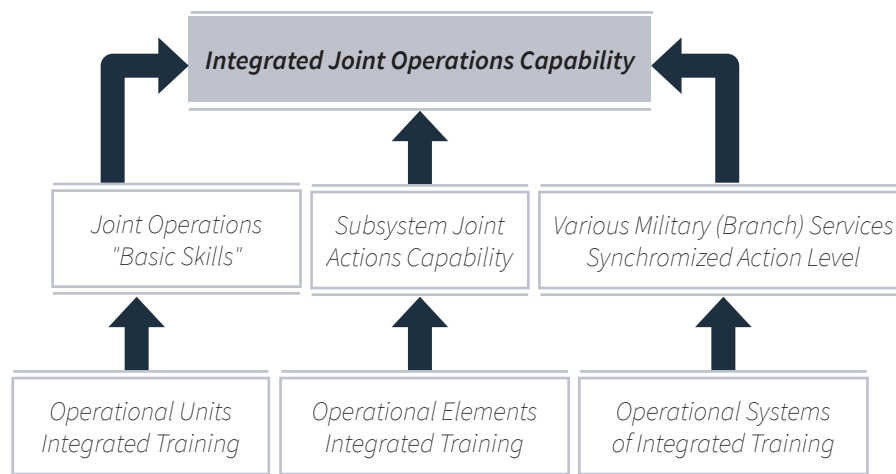 Integrated Joint Operations Capability
Joint Operations
"Basic Skills"
Subsystem Joint
Actions Capability
Various Military (Branch) Services
Synchronized Action Level
Operational Units
Integrated Training
Operational Elements
Integrated Training
Operational Systems
of Integrated Training